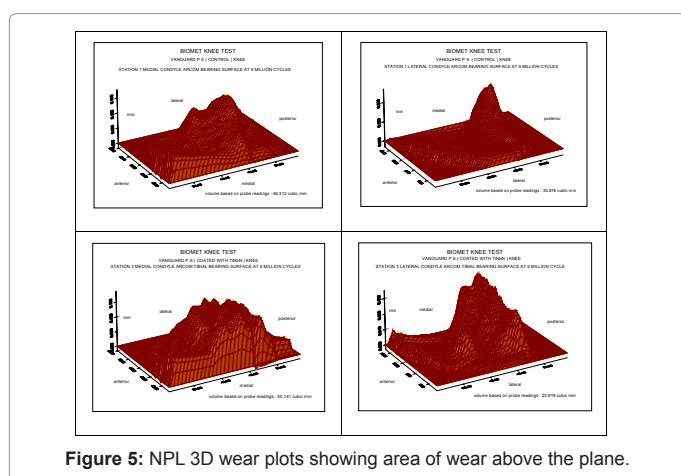 BIOMET KNEE TEST
VANGUARD P S ( CONTROL ) KNEE
STATION 1 MEDIAL CONDYLE ARCOM BEARING SURFACE AT 5 MILLION CYCLES
lateral
mm
posterior
anterior
medial
volume based on probe readings : 46.312 cubic mm
BIOMET KNEE TEST
VANGUARD P S ( CONTROL ) KNEE
STATION 1 LATERAL CONDYLE ARCOM BEARING SURFACE AT 5 MILLION CYCLES
medial
mm
posterior
anterior
lateral
volume based on probe readings : 30.876 cubic mm
BIOMET KNEE TEST
VANGUARD P S ( COATED WITH TiNbN ) KNEE
STATION 3 MEDIAL CONDYLE ARCOM TIBIAL BEARING SURFACE AT 5 MILLION CYCLES
lateral
mm
posterior
anterior
medial
volume based on probe readings : 50.141 cubic mm
BIOMET KNEE TEST
VANGUARD P S ( COATED WITH TiNbN ) KNEE
STATION 3 LATERAL CONDYLE ARCOM TIBIAL BEARING SURFACE AT 5 MILLION CYCLES
medial
mm
posterior
anterior
lateral
volume based on probe readings : 23.919 cubic mm
Figure 5: NPL 3D wear plots showing area of wear above the plane.